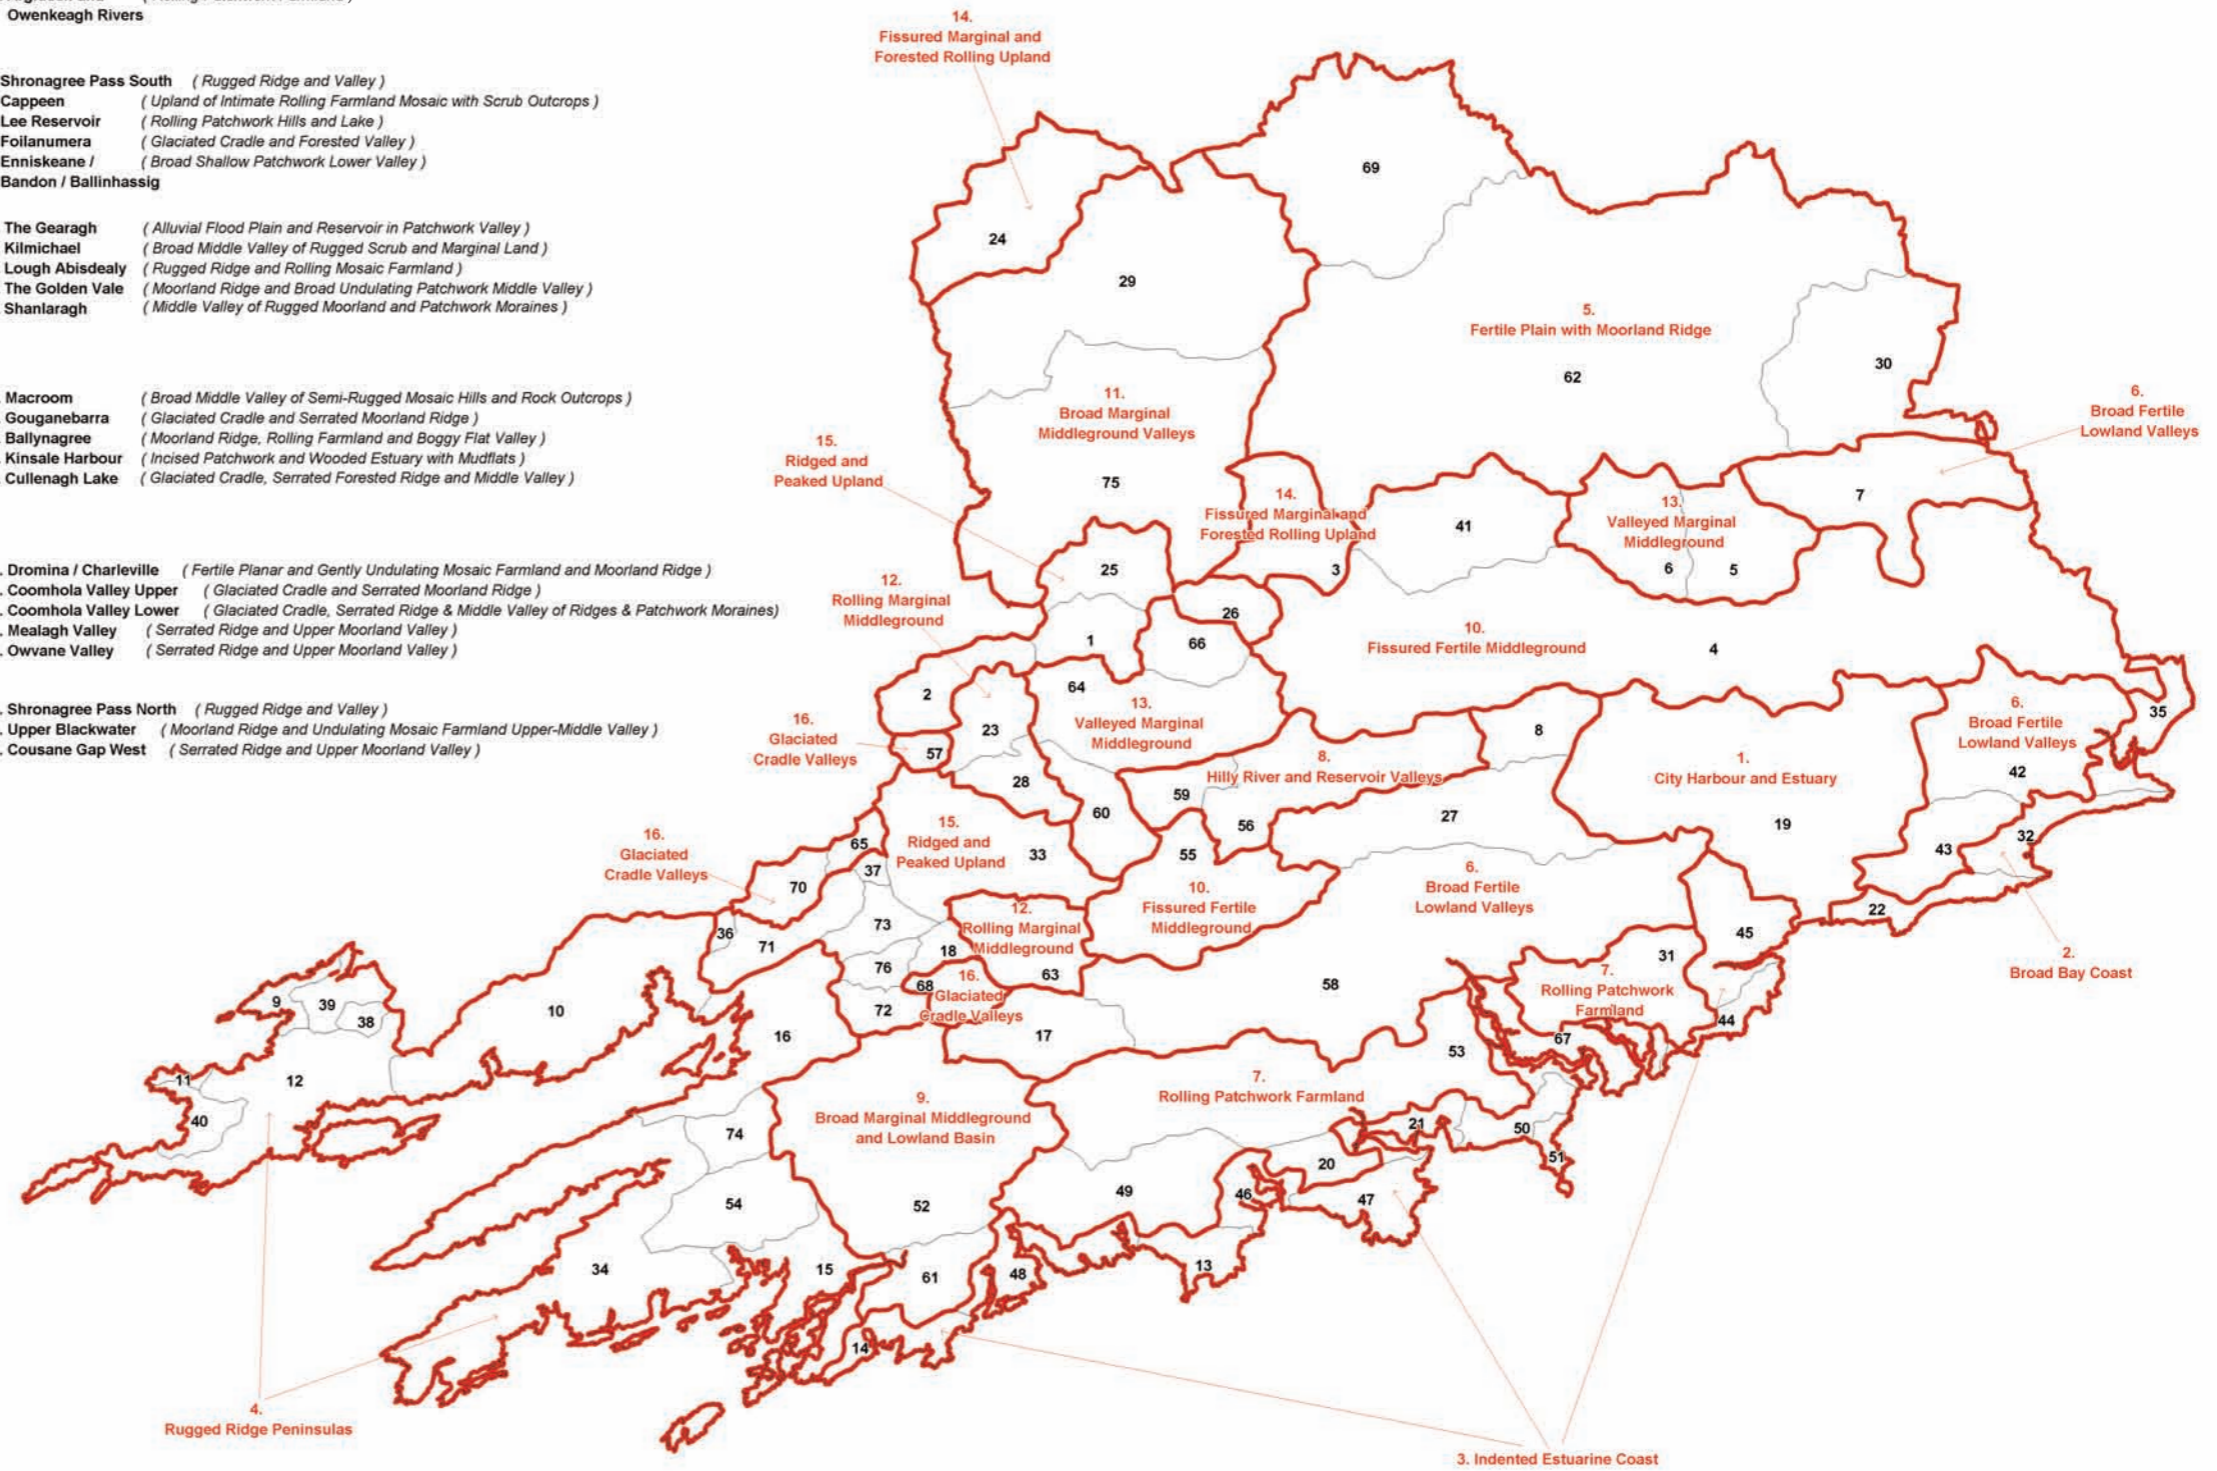 Owenkeagh Rivers
Shronagree Pass South ( Rugged Ridge and Valley )
Cappeen ( Upland of Intimate Rolling Farmland Mosaic with Scrub Outcrops )
Lee Reservoir ( Rolling Patchwork Hills and Lake )
Foilanumera ( Glaciated Cradle and Forested Valley )
Enniskeane / ( Broad Shallow Patchwork Lower Valley )
Bandon / Ballinhassig
The Gearagh ( Alluvial Flood Plain and Reservoir in Patchwork Valley )
Kilmichael ( Broad Middle Valley of Rugged Scrub and Marginal Land )
Lough Abisdealy ( Rugged Ridge and Rolling Mosaic Farmland )
The Golden Vale ( Moorland Ridge and Broad Undulating Patchwork Middle Valley )
Shanlaragh ( Middle Valley of Rugged Moorland and Patchwork Moraines )
Macroom ( Broad Middle Valley of Semi-Rugged Mosaic Hills and Rock Outcrops )
Gouganebarra ( Glaciated Cradle and Serrated Moorland Ridge )
Ballynagree ( Moorland Ridge, Rolling Farmland and Boggy Flat Valley )
Kinsale Harbour ( Incised Patchwork and Wooded Estuary with Mudflats )
Cullenagh Lake ( Glaciated Cradle, Serrated Forested Ridge and Middle Valley )
. Dromina / Charleville ( Fertile Planar and Gently Undulating Mosaic Farmland and Moorland Ridge )
. Coomhola Valley Upper ( Glaciated Cradle and Serrated Moorland Ridge )
. Coomhola Valley Lower ( Glaciated Cradle, Serrated Ridge & Middle Valley of Ridges & Patchwork Moraines)
. Mealagh Valley ( Serrated Ridge and Upper Moorland Valley )
. Owvane Valley ( Serrated Ridge and Upper Moorland Valley )
. Shronagree Pass North ( Rugged Ridge and Valley )
. Upper Blackwater ( Moorland Ridge and Undulating Mosaic Farmland Upper-Middle Valley )
. Cousane Gap West ( Serrated Ridge and Upper Moorland Valley )
14.
Fissured Marginal and
Forested Rolling Upland
69
24
29
5.
Fertile Plain with Moorland Ridge
62
30
6.
Broad Fertile
Lowland Valleys
11.
Broad Marginal
Middleground Valleys
75
15.
Ridged and
Peaked Upland
14.
Fissured Marginal and
Forested Rolling Upland
3
41
13.
Valleyed Marginal
Middleground
6
5
7
25
12.
Rolling Marginal
Middleground
26
1
66
10.
Fissured Fertile Middleground
4
2
64
23
13.
Valleyed Marginal
Middleground
16.
Glaciated
Cradle Valleys
57
28
8
8.
Hilly River and Reservoir Valleys
1.
City Harbour and Estuary
19
6.
Broad Fertile
Lowland Valleys
42
35
59
60
56
27
32
43
22
2.
Broad Bay Coast
16.
Glaciated
Cradle Valleys
65
37
70
15.
Ridged and
Peaked Upland
33
55
10.
Fissured Fertile
Middleground
6.
Broad Fertile
Lowland Valleys
36
71
73
18
12.
Rolling Marginal
Middleground
63
76
68
16.
Glaciated
Cradle Valleys
72
17
58
45
31
7.
Rolling Patchwork
Farmland
44
67
53
9
39
38
10
16
11
12
40
9.
Broad Marginal Middleground
and Lowland Basin
7.
Rolling Patchwork Farmland
74
21
50
51
20
54
52
49
46
47
34
15
61
48
13
14
4.
Rugged Ridge Peninsulas
3. Indented Estuarine Coast